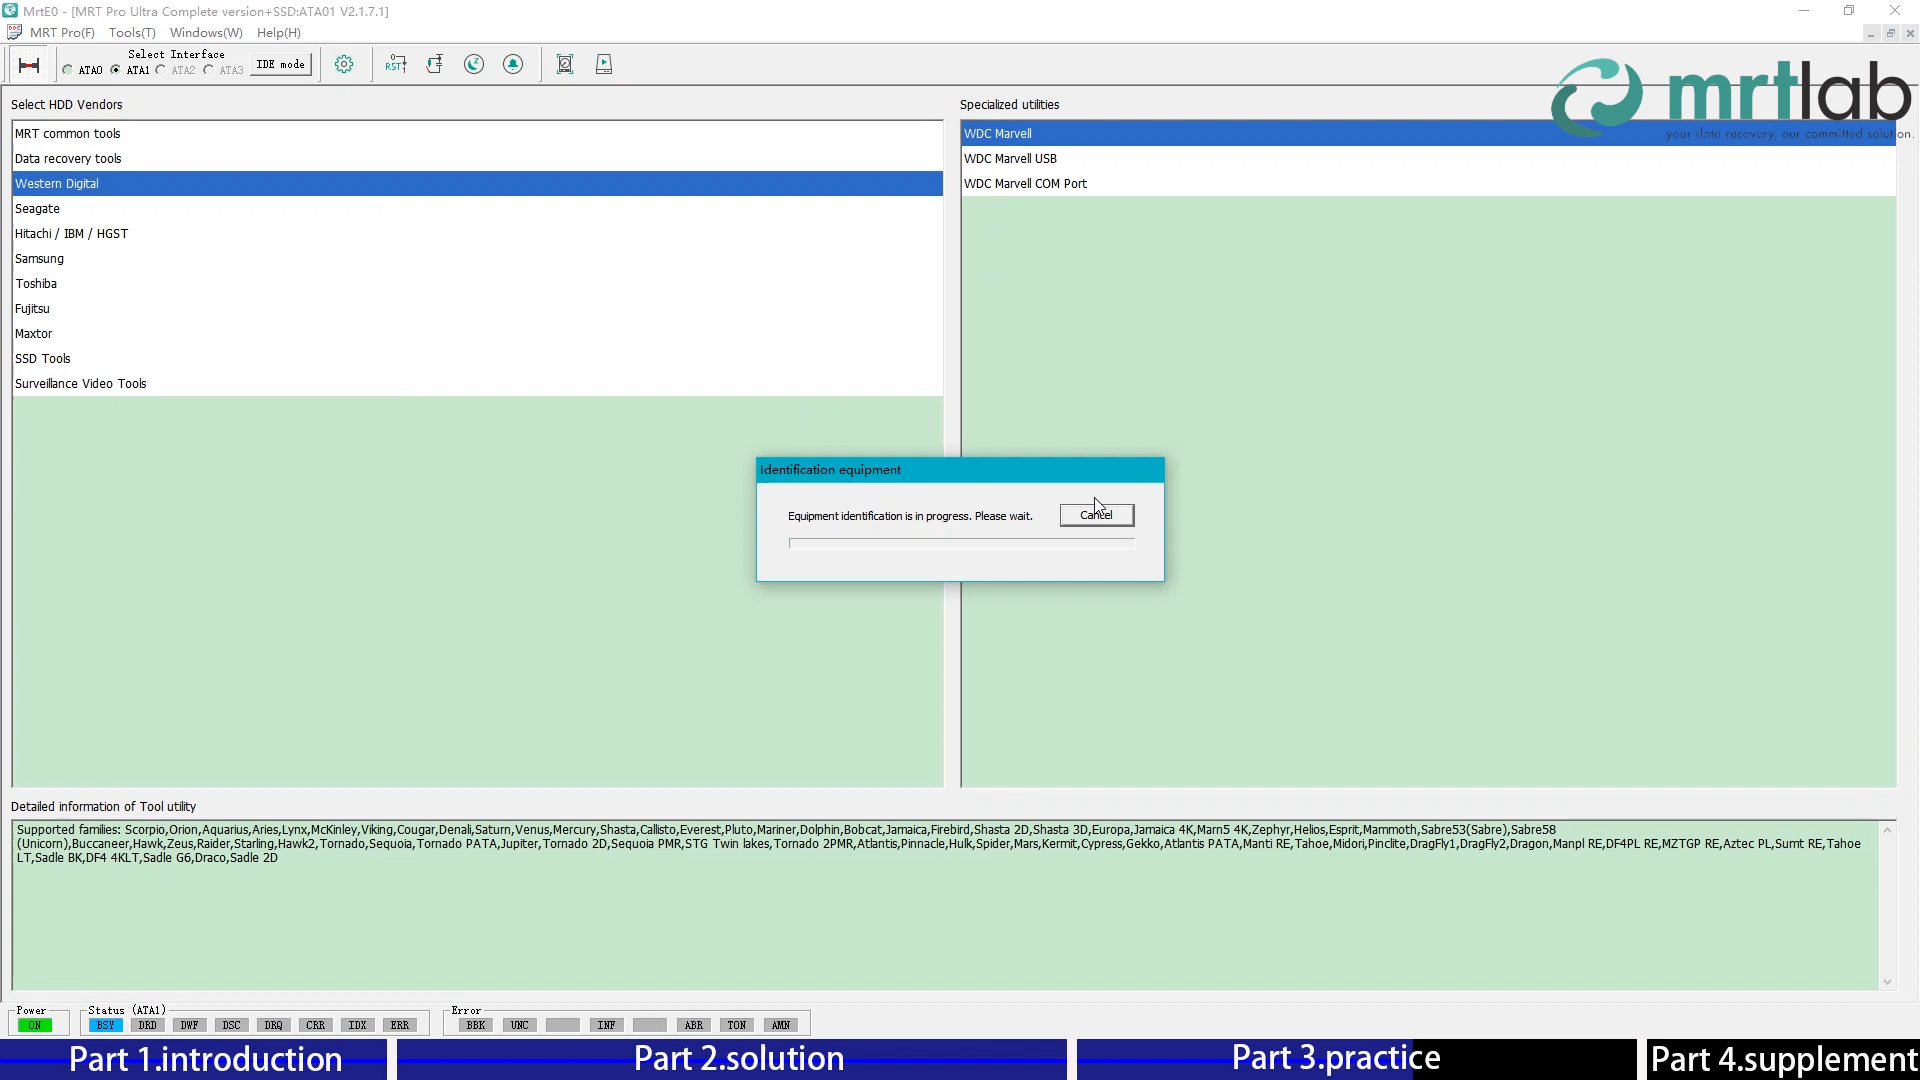 MrtE0 - [MRT Pro Ultra Complete version+SSD:ATA01 V2.1.7.1]
MRT Pro(F) Tools(T) Windows(W) Help(H)
Select Interface
ATA0 ATA1 ATA2 ATA3 IDE mode RST
mrtlab
your data recovery, our committed solution.
Select HDD Vendors
MRT common tools
Data recovery tools
Western Digital
Seagate
Hitachi / IBM / HGST
Samsung
Toshiba
Fujitsu
Maxtor
SSD Tools
Surveillance Video Tools
Specialized utilities
WDC Marvell
WDC Marvell USB
WDC Marvell COM Port
Identification equipment
Equipment identification is in progress. Please wait. Cancel
Detailed information of Tool utility
Supported families: Scorpio,Orion,Aquarius,Aries,Lynx,McKinley,Viking,Cougar,Denali,Saturn,Venus,Mercury,Shasta,Callisto,Everest,Pluto,Mariner,Dolphin,Bobcat,Jamaica,Firebird,Shasta 2D,Shasta 3D,Europa,Jamaica 4K,Marn5 4K,Zephyr,Helios,Esprit,Mammoth,Sabre53(Sabre),Sabre58
(Unicorn),Buccaneer,Hawk,Zeus,Raider,Starling,Hawk2,Tornado,Sequoia,Tornado PATA,Jupiter,Tornado 2D,Sequoia PMR,STG Twin lakes,Tornado 2PMR,Atlantis,Pinnacle,Hulk,Spider,Mars,Kermit,Cypress,Gekko,Atlantis PATA,Manti RE,Tahoe,Midori,Pinclite,DragFly1,DragFly2,Dragon,Manpl RE,DF4PL RE,MZTGP RE,Aztec PL,Sumt RE,Tahoe
LT,Sadle BK,DF4 4KLT,Sadle G6,Draco,Sadle 2D
Power Status (ATA1) Error
ON BSY DRD DWF DSC DRQ CRR IDX ERR BBK UNC INF ABR TON AMN
Part 1.introduction Part 2.solution Part 3.practice Part 4.supplement